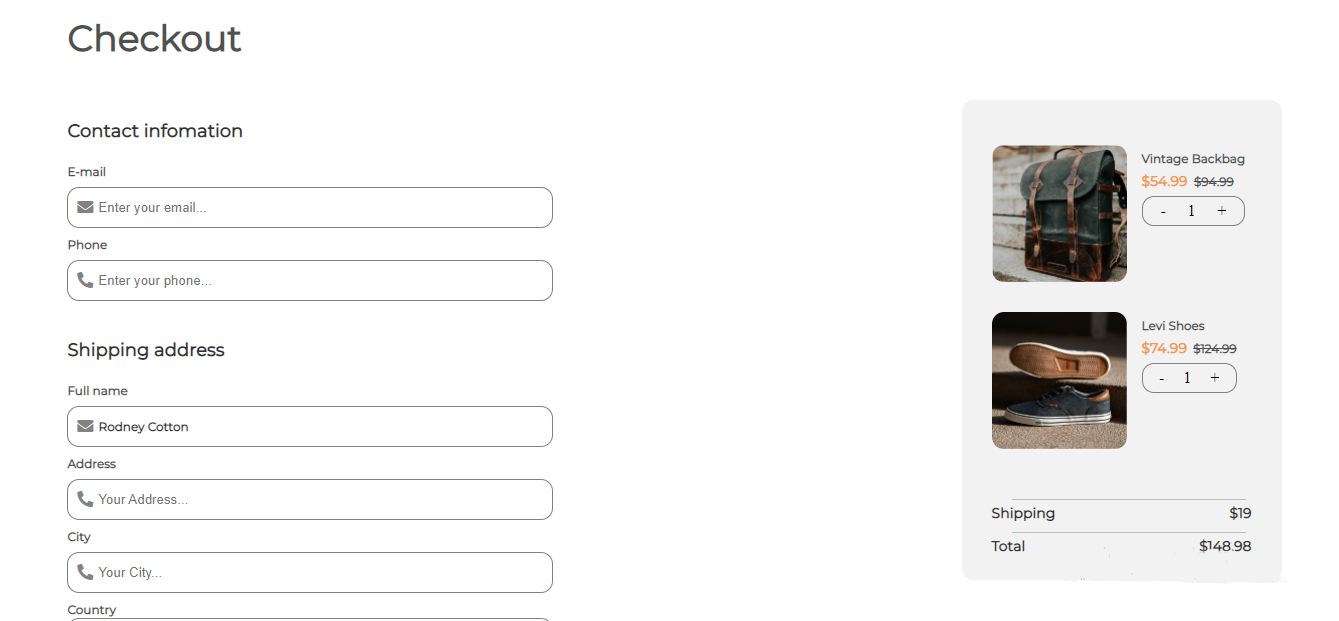 Checkout
Contact infomation
E-mail
Enter your email...
Phone
Enter your phone...
Shipping address
Full name
Rodney Cotton
Address
Your Address...
City
Your City...
Country
Vintage Backbag
$54.99 $94.99
- 1 +
Levi Shoes
$74.99 $124.99
- 1 +
Shipping $19
Total $148.98